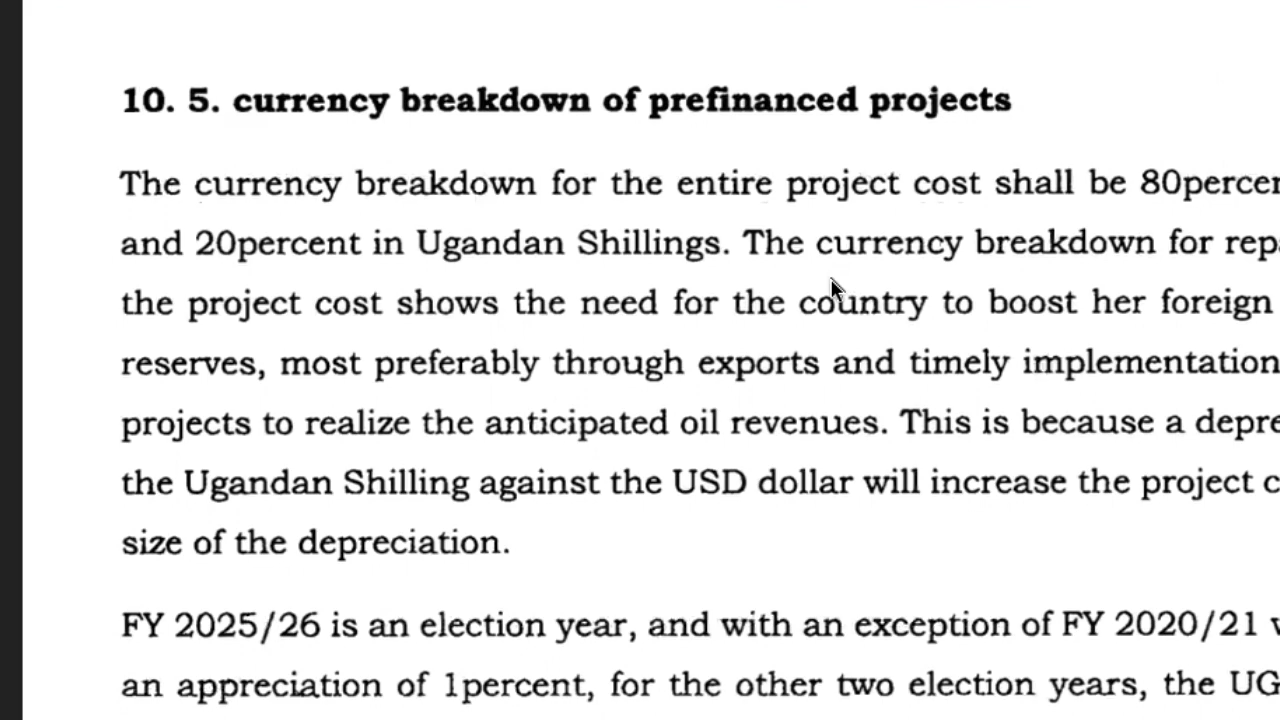 10. 5. currency breakdown of prefinanced projects
The currency breakdown for the entire project cost shall be
and 20percent in Ugandan Shillings. The currency breakdown for
the project cost shows the need for the country to boost her foreign
reserves, most preferably through exports and timely implementation
projects to realize the anticipated oil revenues. This is because a
the Ugandan Shilling against the USD dollar will increase the project
size of the depreciation.
FY 2025/26 is an election year, and with an exception of FY 2020/21
an appreciation of 1percent, for the other two election years, the